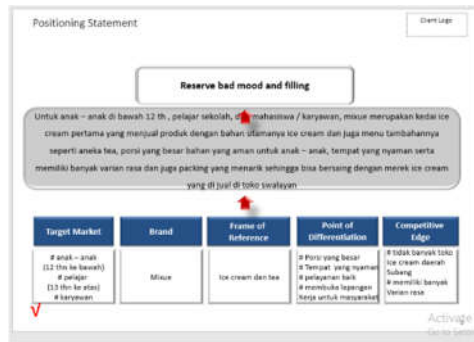 Positioning Statement
Client Logo
Reserve bad mood and filling
Untuk anak – anak di bawah 12 th , pelajar sekolah, dan mahasiswa / karyawan, mixue merupakan kedai ice
cream pertama yang menjual produk dengan bahan utamanya ice cream dan juga menu tambahannya
seperti aneka tea, porsi yang besar bahan yang aman untuk anak – anak, tempat yang nyaman serta
memiliki banyak varian rasa dan juga packing yang menarik sehingga bisa bersaing dengan merek ice cream
yang di jual di toko swalayan
Target Market
# anak – anak
(12 thn ke bawah)
# pelajar
(13 thn ke atas)
# karyawan
Brand
Mixue
Frame of
Reference
Ice cream dan tea
Point of
Differentiation
# Porsi yang besar
# Tempat yang nyaman
# pelayanan baik
# membuka lapangan
Kerja untuk masyarakat
Competitive
Edge
# tidak banyak toko
Ice cream daerah
Subang
# memiliki banyak
Varian rasa
√
Activate
Go to